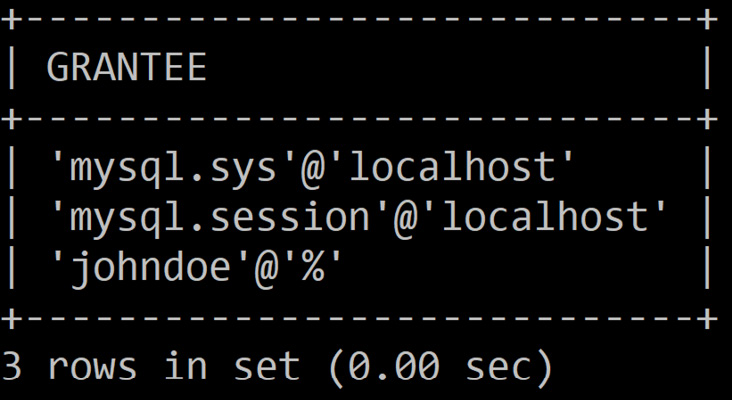 +-----------------------------+
| GRANTEE                     |
+-----------------------------+
| 'mysql.sys'@'localhost'     |
| 'mysql.session'@'localhost' |
| 'johndoe'@'%'               |
+-----------------------------+
3 rows in set (0.00 sec)